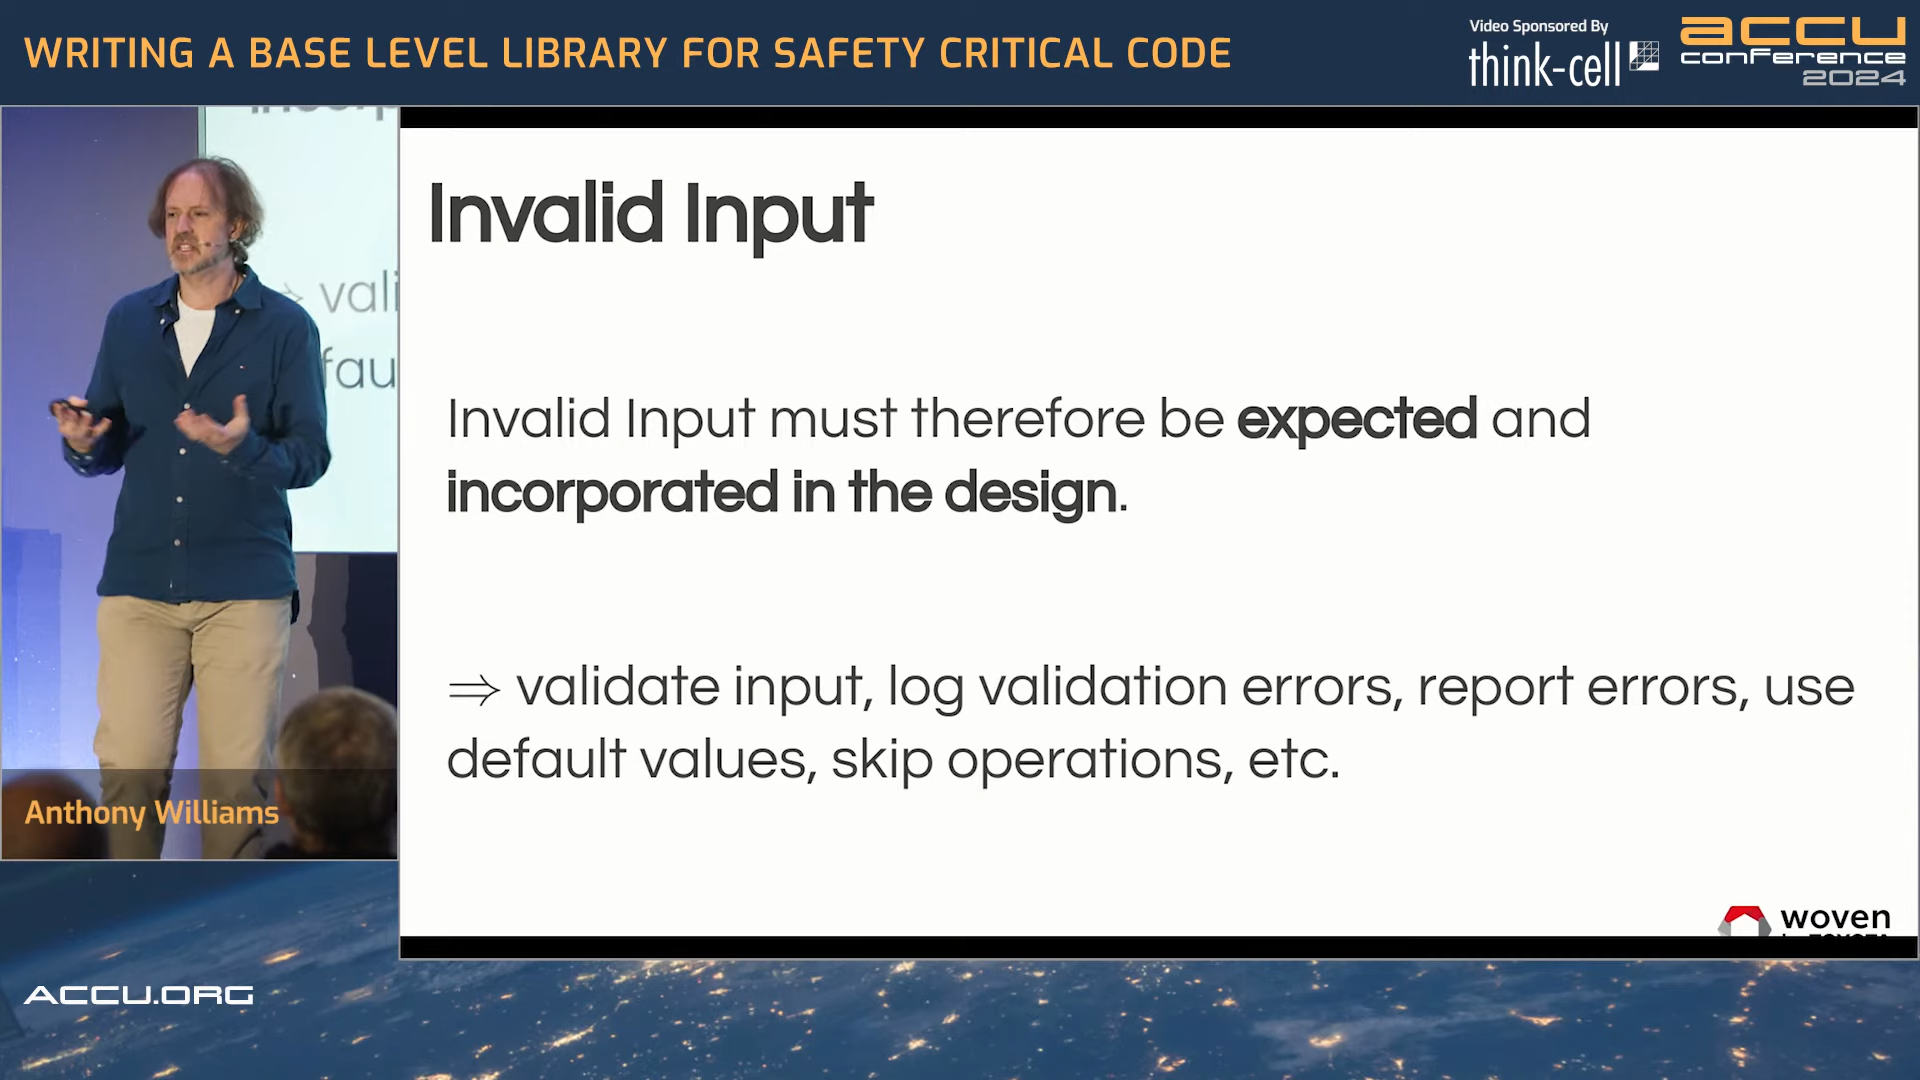 WRITING A BASE LEVEL LIBRARY FOR SAFETY CRITICAL CODE
Video Sponsored By
think-cell
accu
conference
2024
Invalid Input
Invalid Input must therefore be expected and
incorporated in the design.
⇒ validate input, log validation errors, report errors, use
default values, skip operations, etc.
vali
fau
Anthony Williams
woven
ACCU.ORG